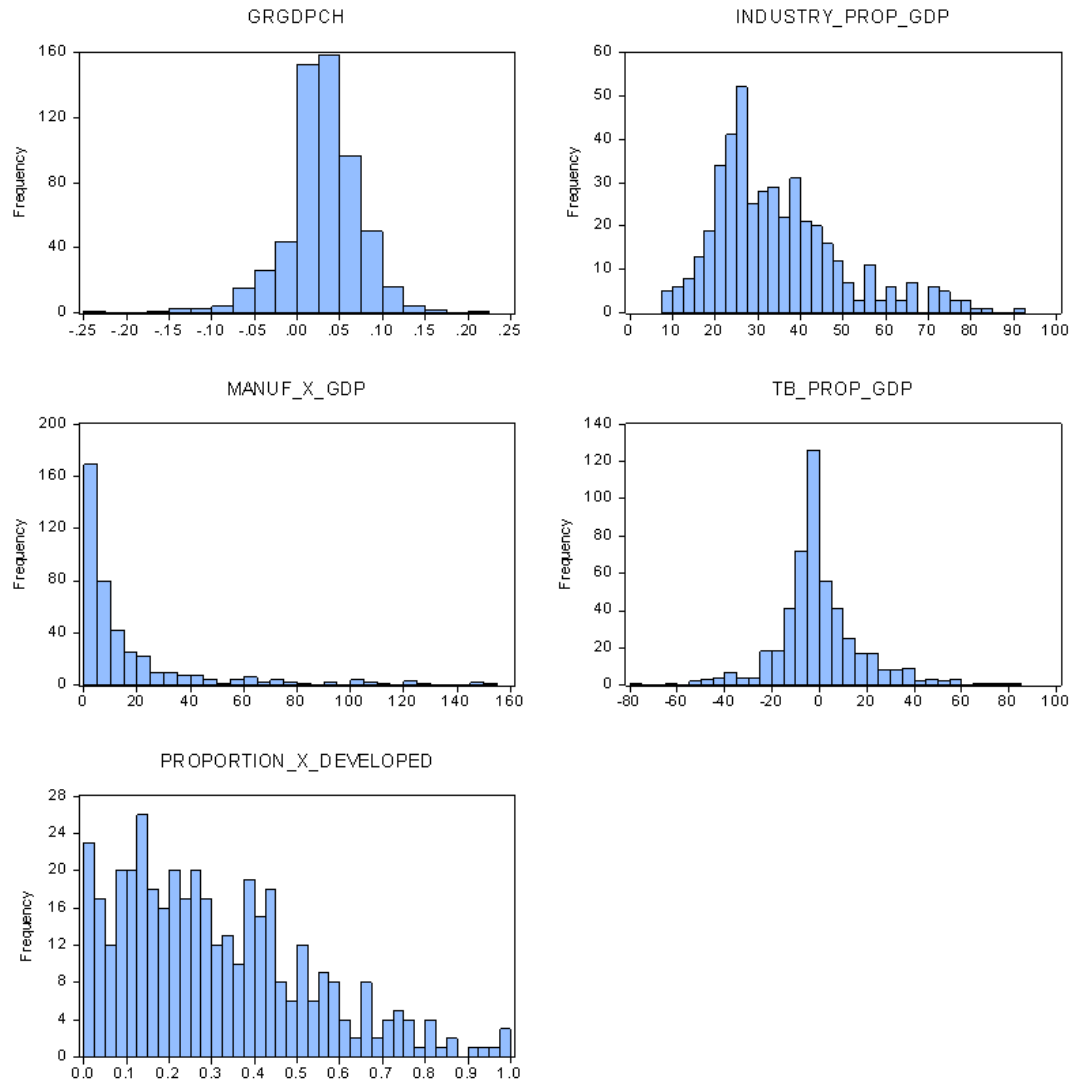 GRGDPCH
160
120
80
40
0
Frequency
-.25 -.20 -.15 -.10 -.05 .00 .05 .10 .15 .20 .25
INDUSTRY_PROP_GDP
60
50
40
30
20
10
0
Frequency
0 10 20 30 40 50 60 70 80 90 100
MANUF_X_GDP
200
160
120
80
40
0
Frequency
0 20 40 60 80 100 120 140 160
TB_PROP_GDP
140
120
100
80
60
40
20
0
Frequency
-80 -60 -40 -20 0 20 40 60 80 100
PROPORTION_X_DEVELOPED
28
24
20
16
12
8
4
0
Frequency
0.0 0.1 0.2 0.3 0.4 0.5 0.6 0.7 0.8 0.9 1.0